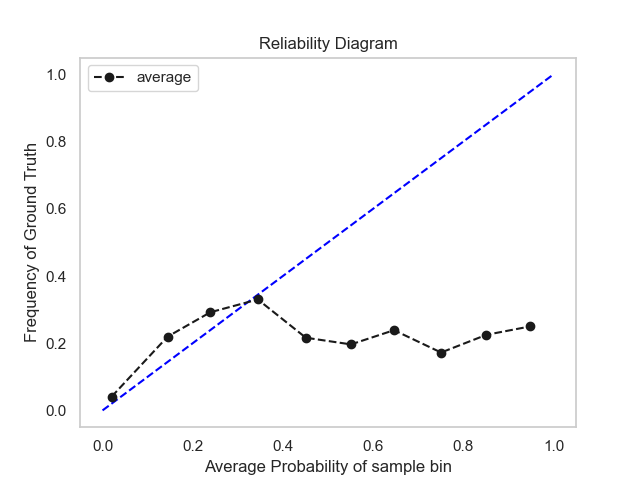 Reliability Diagram
average
Frequency of Ground Truth
1.0
0.8
0.6
0.4
0.2
0.0
0.0 0.2 0.4 0.6 0.8 1.0
Average Probability of sample bin